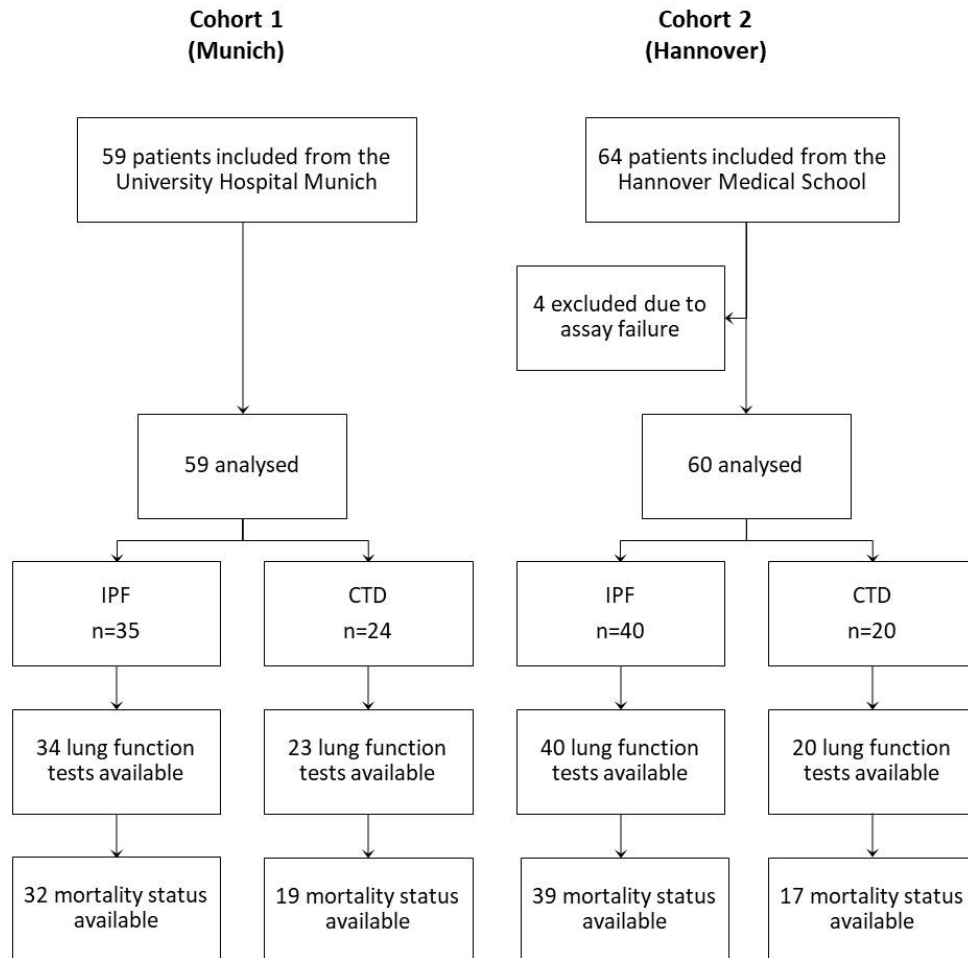 Cohort 1
(Munich)
Cohort 2
(Hannover)
59 patients included from the
University Hospital Munich
64 patients included from the
Hannover Medical School
4 excluded due to
assay failure
59 analysed
60 analysed
IPF
n=35
CTD
n=24
IPF
n=40
CTD
n=20
34 lung function
tests available
23 lung function
tests available
40 lung function
tests available
20 lung function
tests available
32 mortality status
available
19 mortality status
available
39 mortality status
available
17 mortality status
available